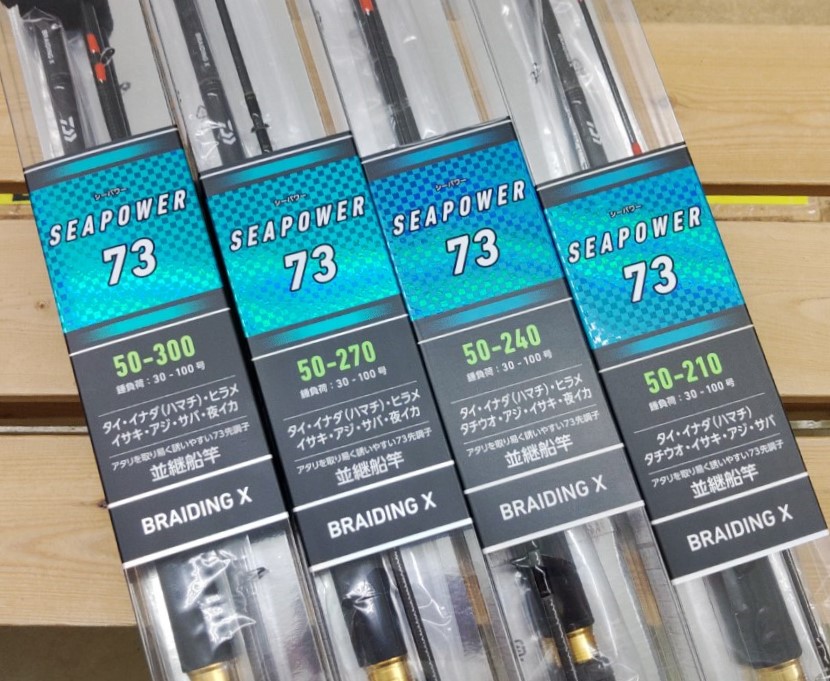 シーパワー
SEAPOWER
73
50-300
錘負荷：30-100号
タイ・イナダ(ハマチ)・ヒラメ
イサキ・アジ・サバ・夜イカ
アタリを取り易く誘いやすい73先調子
並継船竿
BRAIDING X
シーパワー
SEAPOWER
73
50-270
錘負荷：30-100号
タイ・イナダ(ハマチ)・ヒラメ
イサキ・アジ・サバ・夜イカ
アタリを取り易く誘いやすい73先調子
並継船竿
BRAIDING X
シーパワー
SEAPOWER
73
50-240
錘負荷：30-100号
タイ・イナダ(ハマチ)・ヒラメ
タチウオ・アジ・イサキ・夜イカ
アタリを取り易く誘いやすい73先調子
並継船竿
BRAIDING X
シーパワー
SEAPOWER
73
50-210
錘負荷：30-100号
タイ・イナダ(ハマチ)
タチウオ・イサキ・アジ・サバ
アタリを取り易く誘いやすい73先調子
並継船竿
BRAIDING X